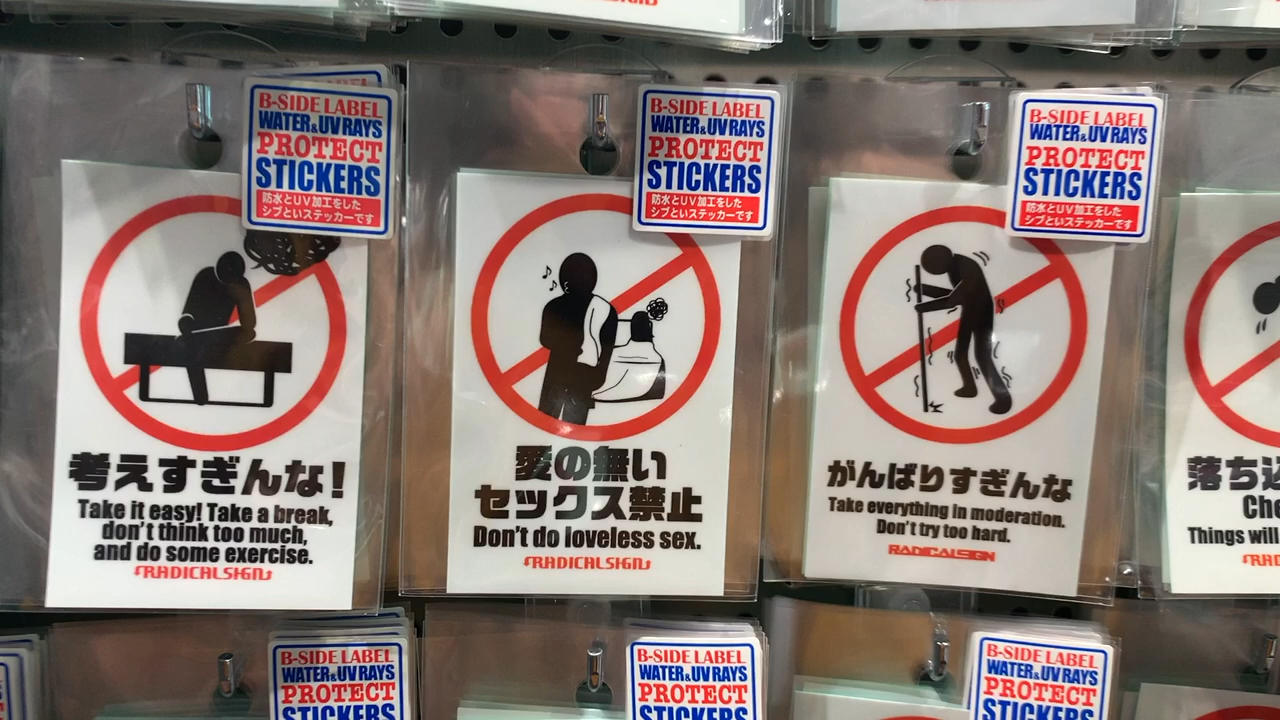 B-SIDE LABEL
WATER&UV RAYS
PROTECT
STICKERS
防水とUV加工をした
シブといステッカーです
考えすぎんな!
Take it easy! Take a break,
don't think too much,
and do some exercise.
RADICALSIGN
B-SIDE LABEL
WATER&UV RAYS
PROTECT
STICKERS
防水とUV加工をした
シブといステッカーです
愛の無い
セックス禁止
Don't do loveless sex.
RADICALSIGN
B-SIDE LABEL
WATER&UV RAYS
PROTECT
STICKERS
防水とUV加工をした
シブといステッカーです
がんばりすぎんな
Take everything in moderation.
Don't try too hard.
RADICALSIGN
落ち込
Things will
B-SIDE LABEL
WATER&UV RAYS
PROTECT
STICKERS
B-SIDE LABEL
WATER&UV RAYS
PROTECT
STICKERS
B-SIDE LABEL
WATER&UV RAYS
PROTECT
STICKERS